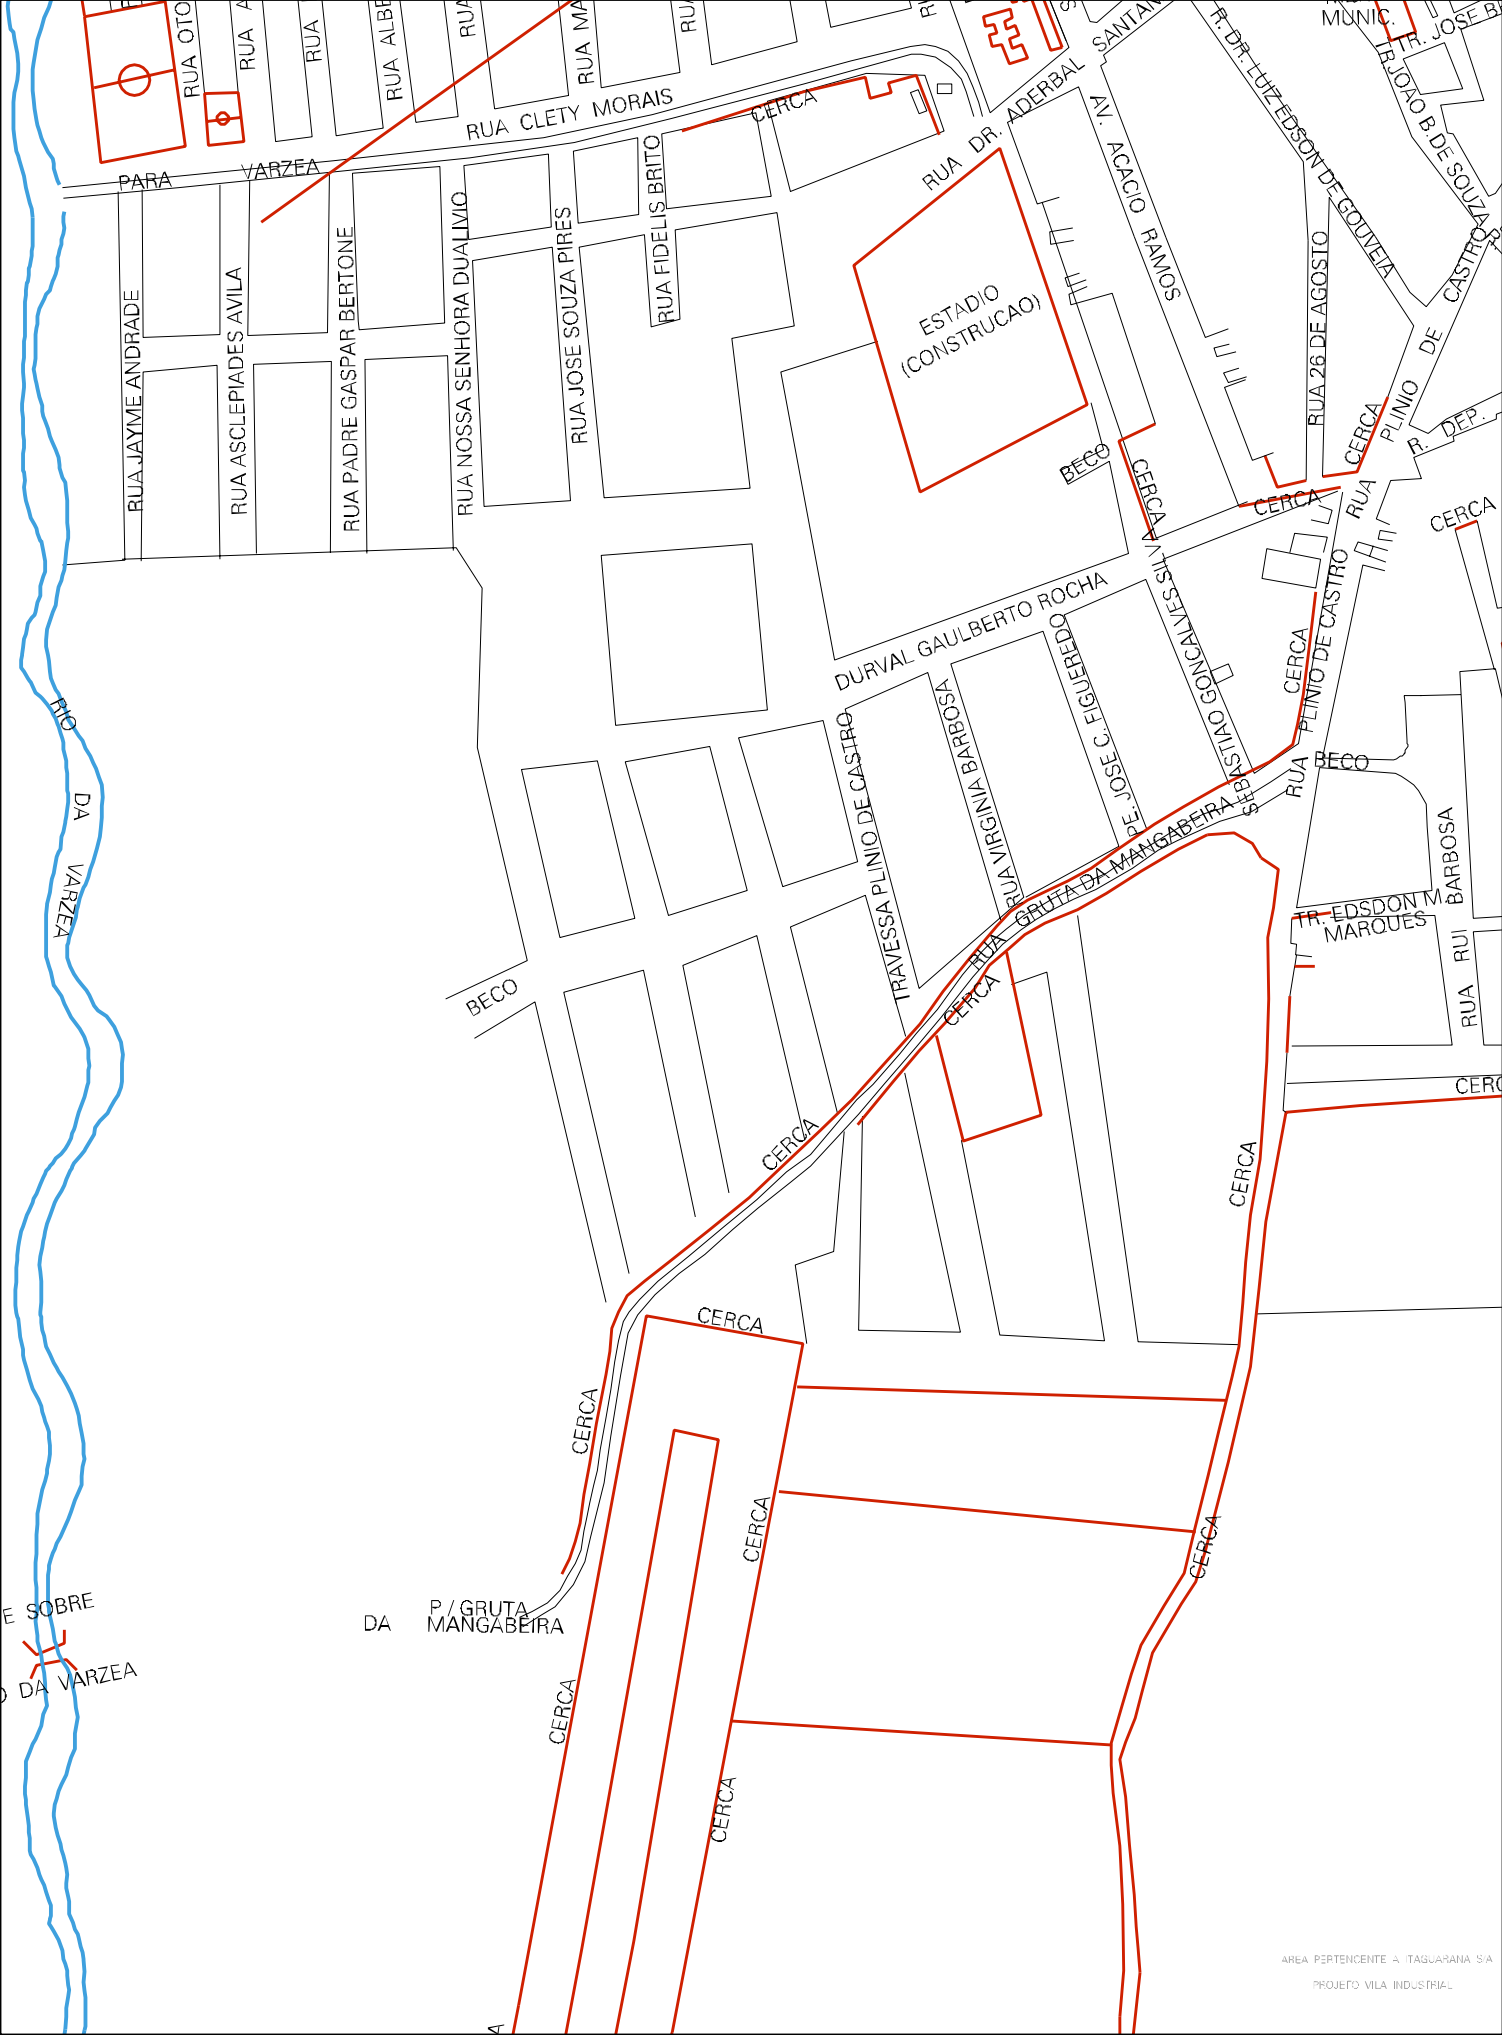 RUA OTO
RUA A
RUA
RUA ALBE
RUA
RUA MA
RUA
MUNIC.
TR. JOSE B
RUA CLETY MORAIS
CERCA
RUA DR. ADERBAL SANTAN
R. DR. LUIZ EDSON DE GOUVEIA
TR. JOAO B. DE SOUZA
PARA VARZEA
AV. ACACIO RAMOS
RUA JAYME ANDRADE
RUA ASCLEPIADES AVILA
RUA PADRE GASPAR BERTONE
RUA NOSSA SENHORA DUALIVIO
RUA JOSE SOUZA PIRES
RUA FIDELIS BRITO
ESTADIO
(CONSTRUCAO)
RUA 26 DE AGOSTO
RUA PLINIO DE CASTRO
CERCA
R. DEP.
BECO
CERCA
CERCA
CERCA
DURVAL GAULBERTO ROCHA
SEBASTIAO GONCALVES SILVA
PE. JOSE C. FIGUEREDO
RUA VIRGINIA BARBOSA
TRAVESSA PLINIO DE CASTRO
CERCA
RUA PLINIO DE CASTRO
BECO
RIO DA VARZEA
RUA GRUTA DA MANGABEIRA
TR. EDSDON M.
MARQUES
RUA RUI BARBOSA
BECO
CERCA
CERCA
CERC
CERCA
CERCA
CERCA
CERCA
CERCA
E SOBRE
DA VARZEA
P/GRUTA
DA MANGABEIRA
CERCA
CERCA
AREA PERTENCENTE A ITAGUARANA S/A
PROJETO VILA INDUSTRIAL